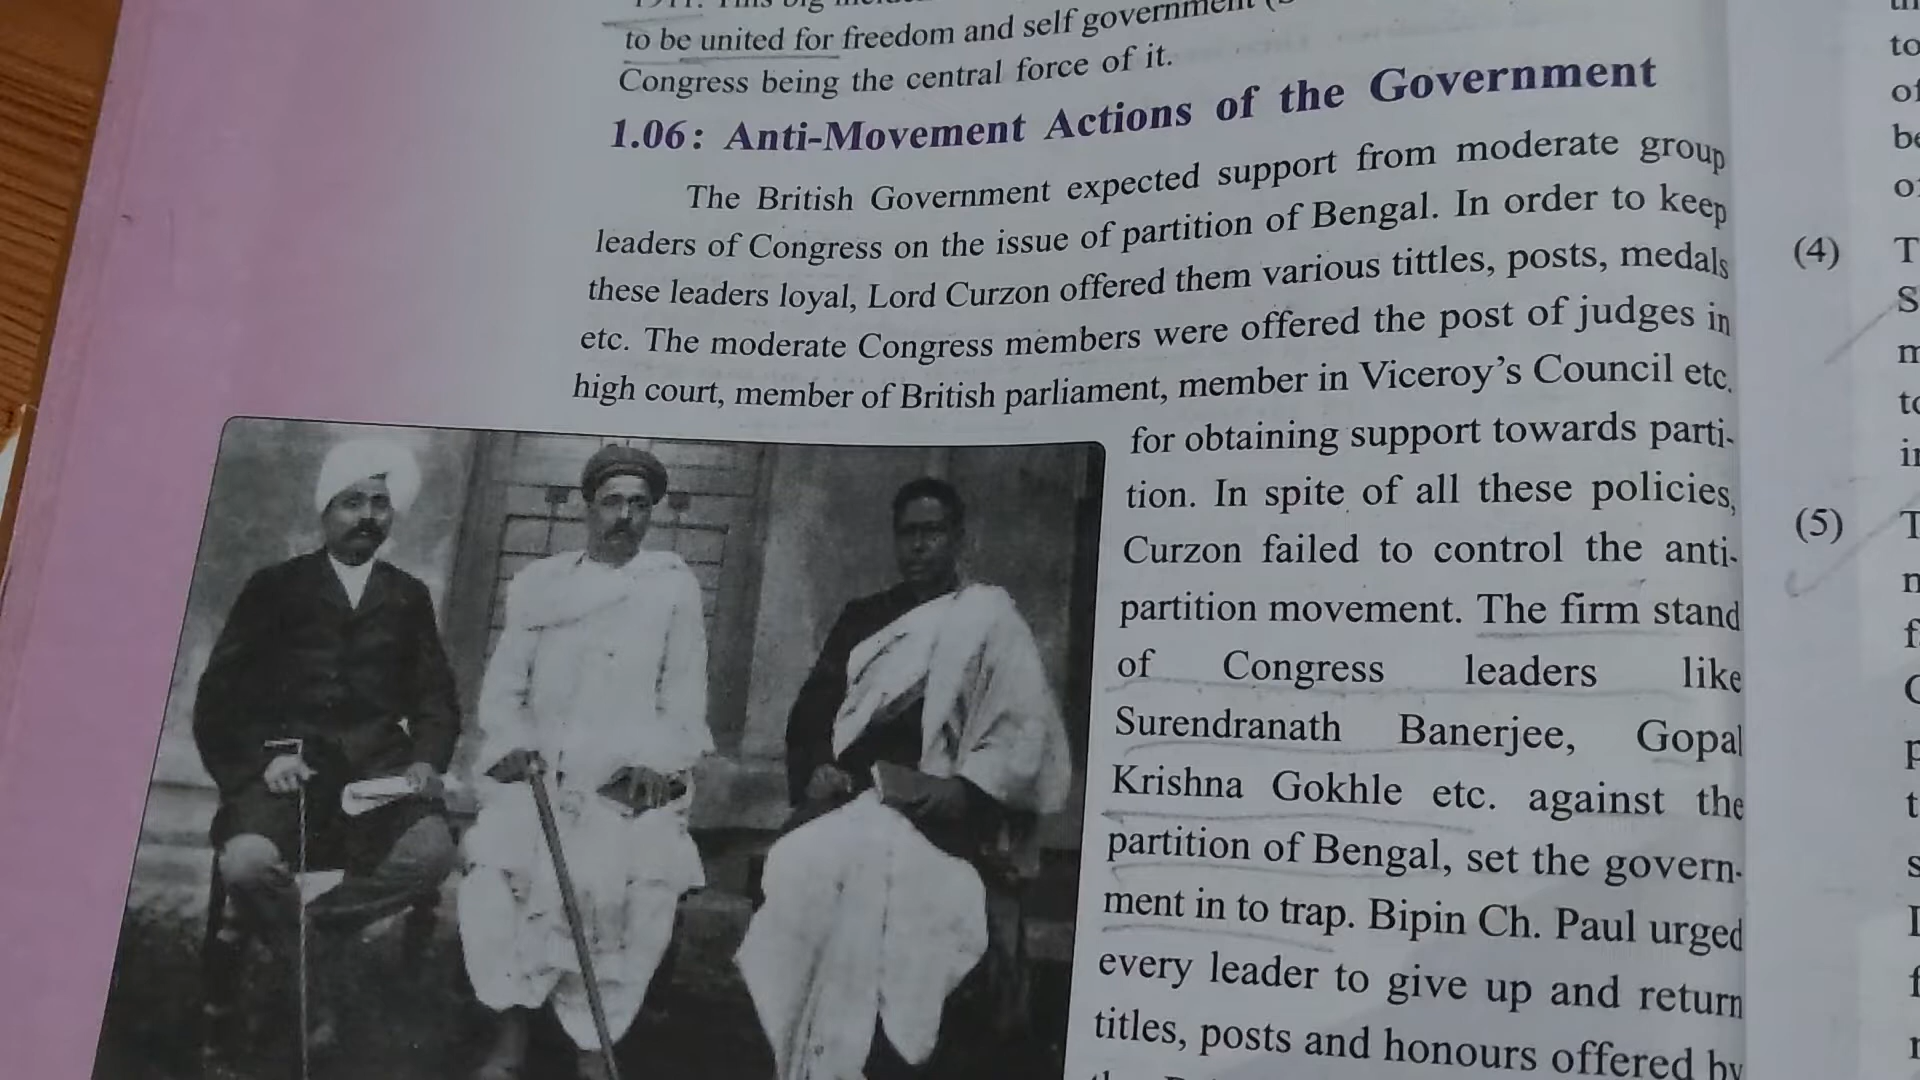 to be united for freedom and self government
Congress being the central force of it.
1.06: Anti-Movement Actions of the Government
The British Government expected support from moderate group
leaders of Congress on the issue of partition of Bengal. In order to keep
these leaders loyal, Lord Curzon offered them various tittles, posts, medals
etc. The moderate Congress members were offered the post of judges in
high court, member of British parliament, member in Viceroy's Council etc.
for obtaining support towards parti-
tion. In spite of all these policies,
Curzon failed to control the anti-
partition movement. The firm stand
of Congress leaders like
Surendranath Banerjee, Gopal
Krishna Gokhle etc. against the
partition of Bengal, set the govern-
ment in to trap. Bipin Ch. Paul urged
every leader to give up and return
titles, posts and honours offered by
(4)
(5)